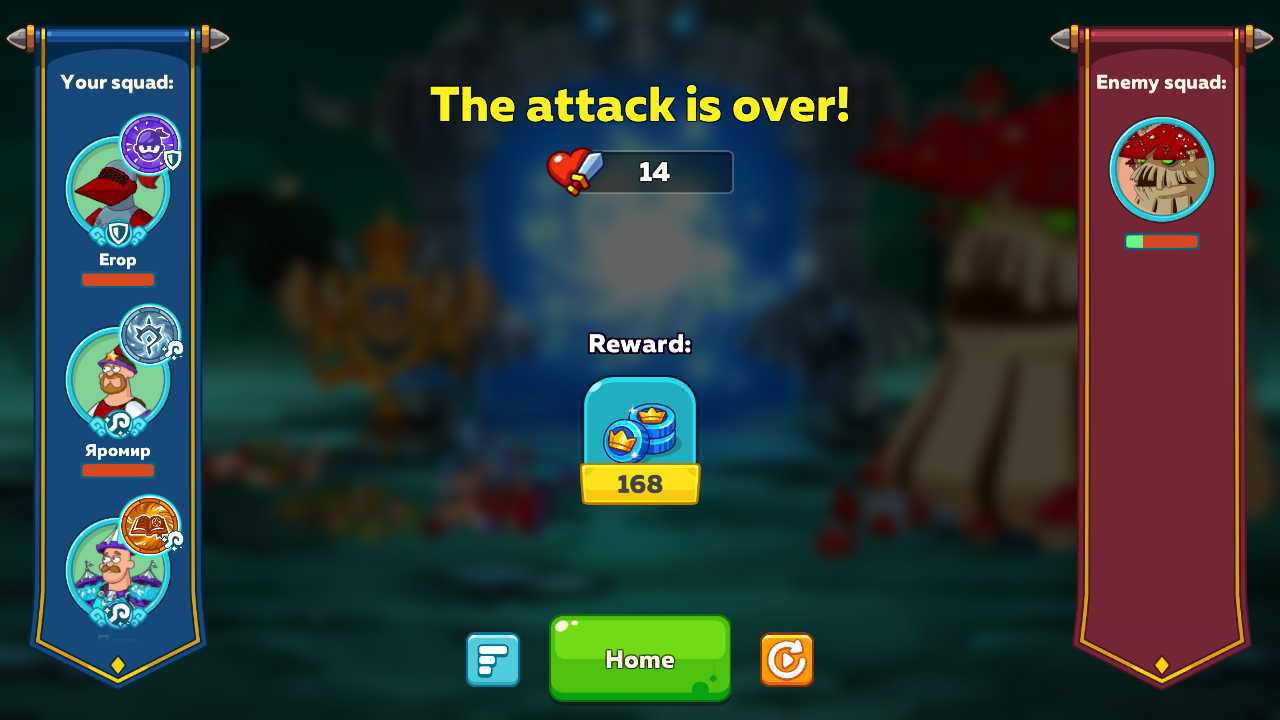 Your squad:
Егор
Яромир
The attack is over!
14
Reward:
168
Home
Enemy squad: